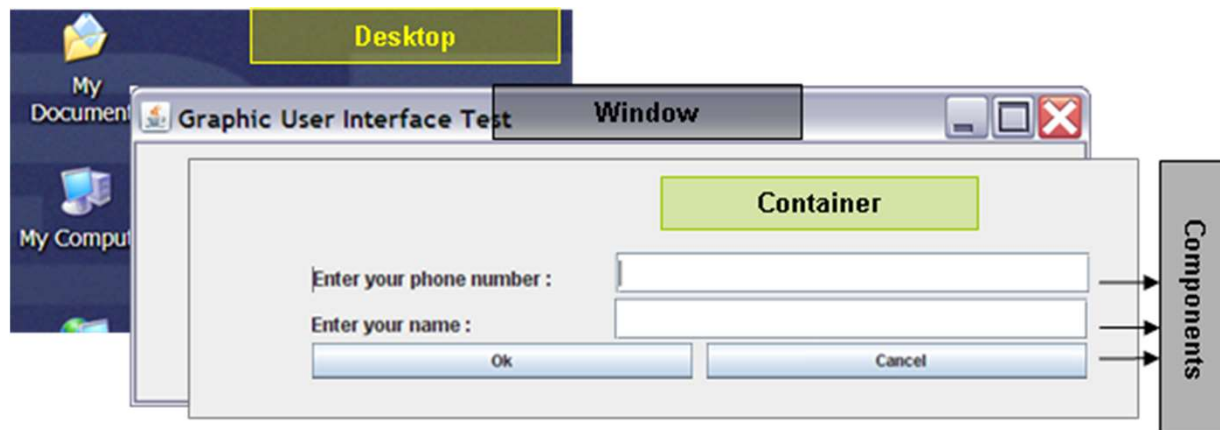 Desktop
My
Document
Graphic User Interface Test
Window
Container
My Comput
Enter your phone number :
Enter your name :
Ok
Cancel
Components